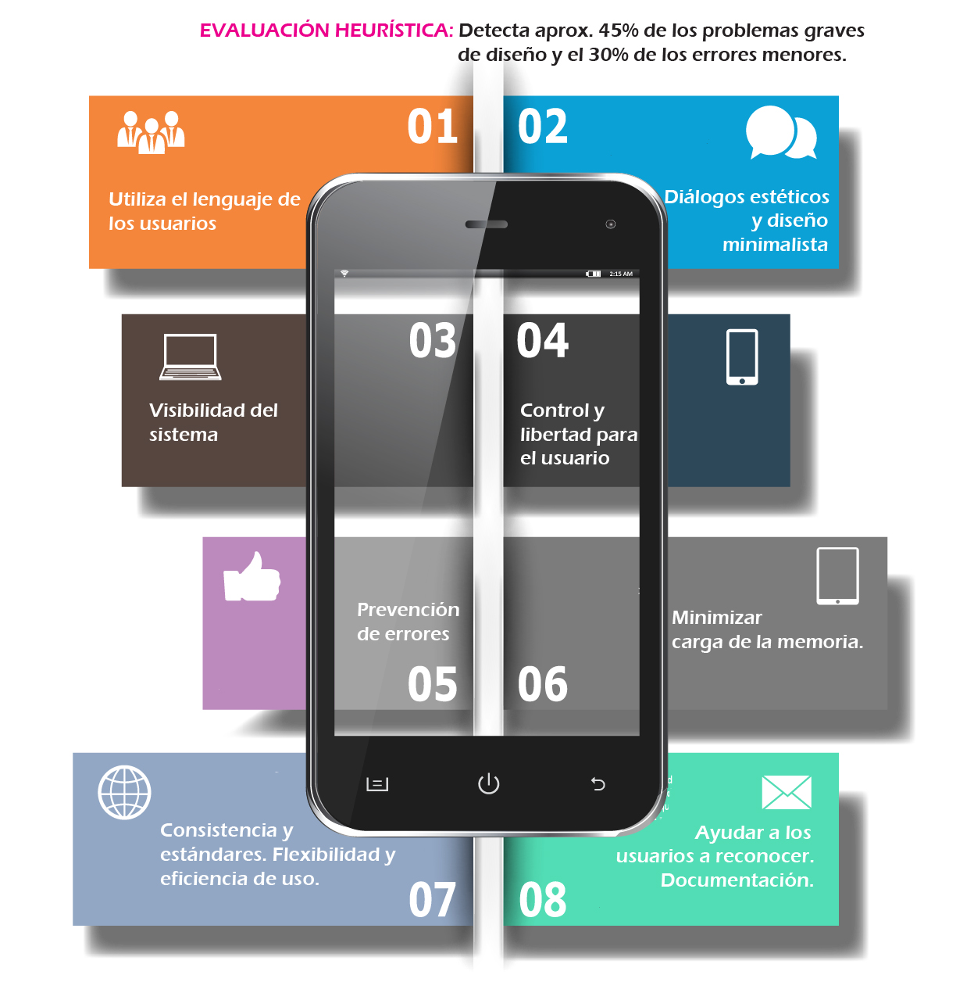 EVALUACIÓN HEURÍSTICA: Detecta aprox. 45% de los problemas graves
de diseño y el 30% de los errores menores.
01
Utiliza el lenguaje de
los usuarios
02
Diálogos estéticos
y diseño
minimalista
2:15 AM
03
Visibilidad del
sistema
04
Control y
libertad para
el usuario
Prevención
de errores
05
Minimizar
carga de la memoria.
06
Consistencia y
estándares. Flexibilidad y
eficiencia de uso.
07
Ayudar a los
usuarios a reconocer.
Documentación.
08